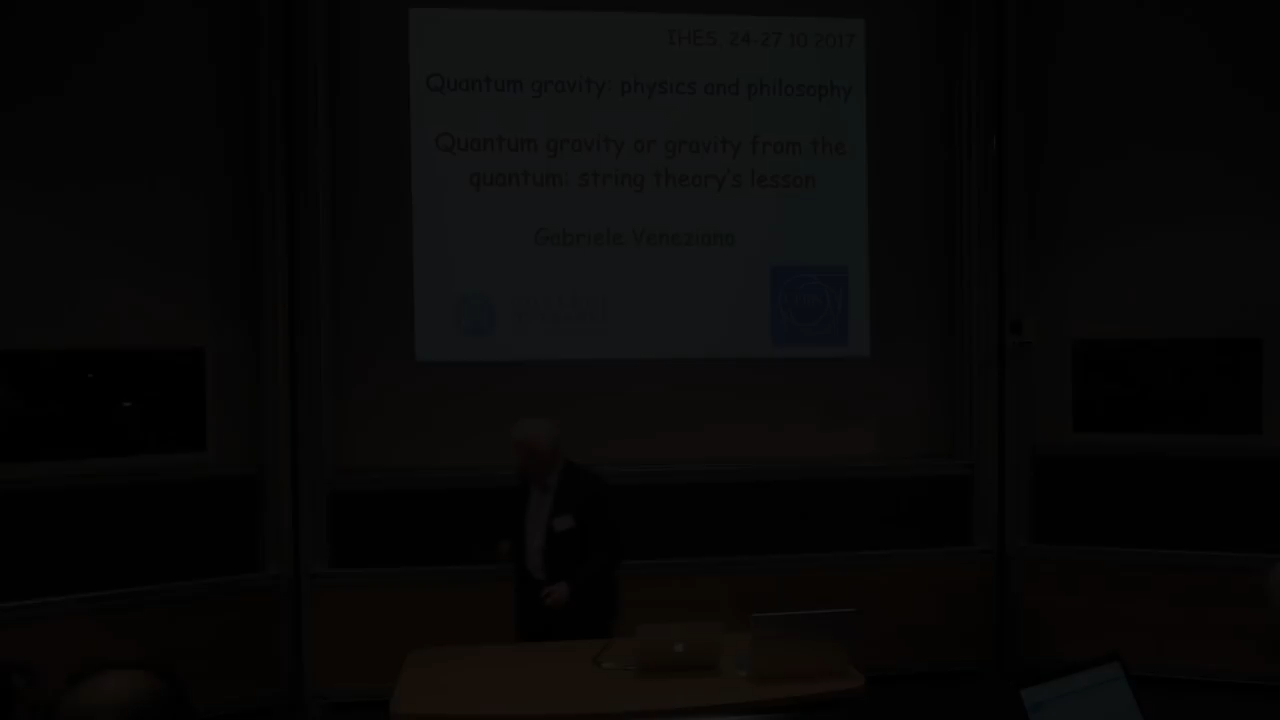 IHES 24-27 10 2017
Quantum gravity: physics and philosophy
Quantum gravity or gravity from the
quantum: string theory's lesson
Gabriele Veneziano
CERN